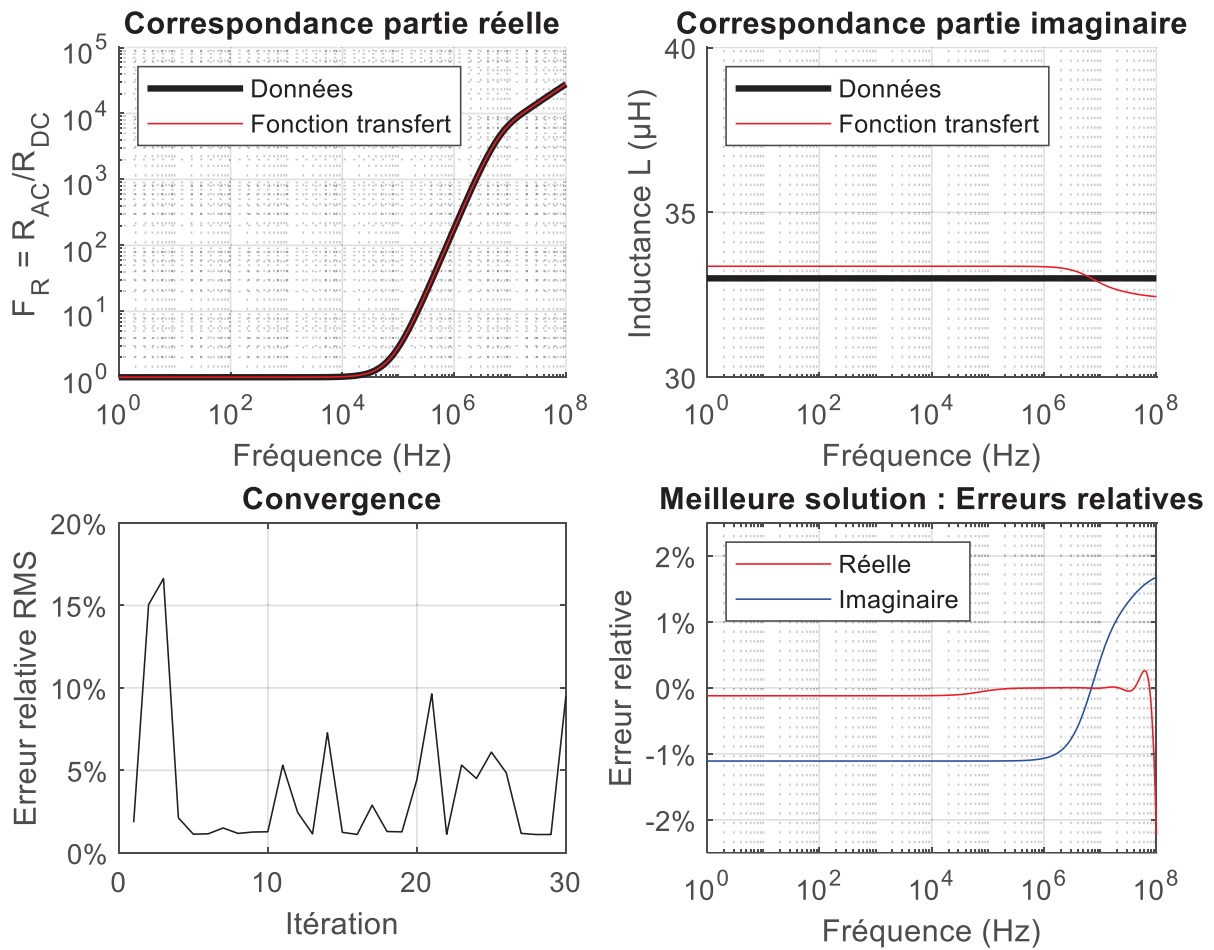 Correspondance partie réelle
10^5
10^4
10^3
10^2
10^1
10^0
F_R = R_AC/R_DC
Données
Fonction transfert
10^0 10^2 10^4 10^6 10^8
Fréquence (Hz)
Correspondance partie imaginaire
40
35
30
Inductance L (μH)
Données
Fonction transfert
10^0 10^2 10^4 10^6 10^8
Fréquence (Hz)
Convergence
20%
15%
10%
5%
0%
Erreur relative RMS
0 10 20 30
Itération
Meilleure solution : Erreurs relatives
2%
1%
0%
-1%
-2%
Erreur relative
Réelle
Imaginaire
10^0 10^2 10^4 10^6 10^8
Fréquence (Hz)